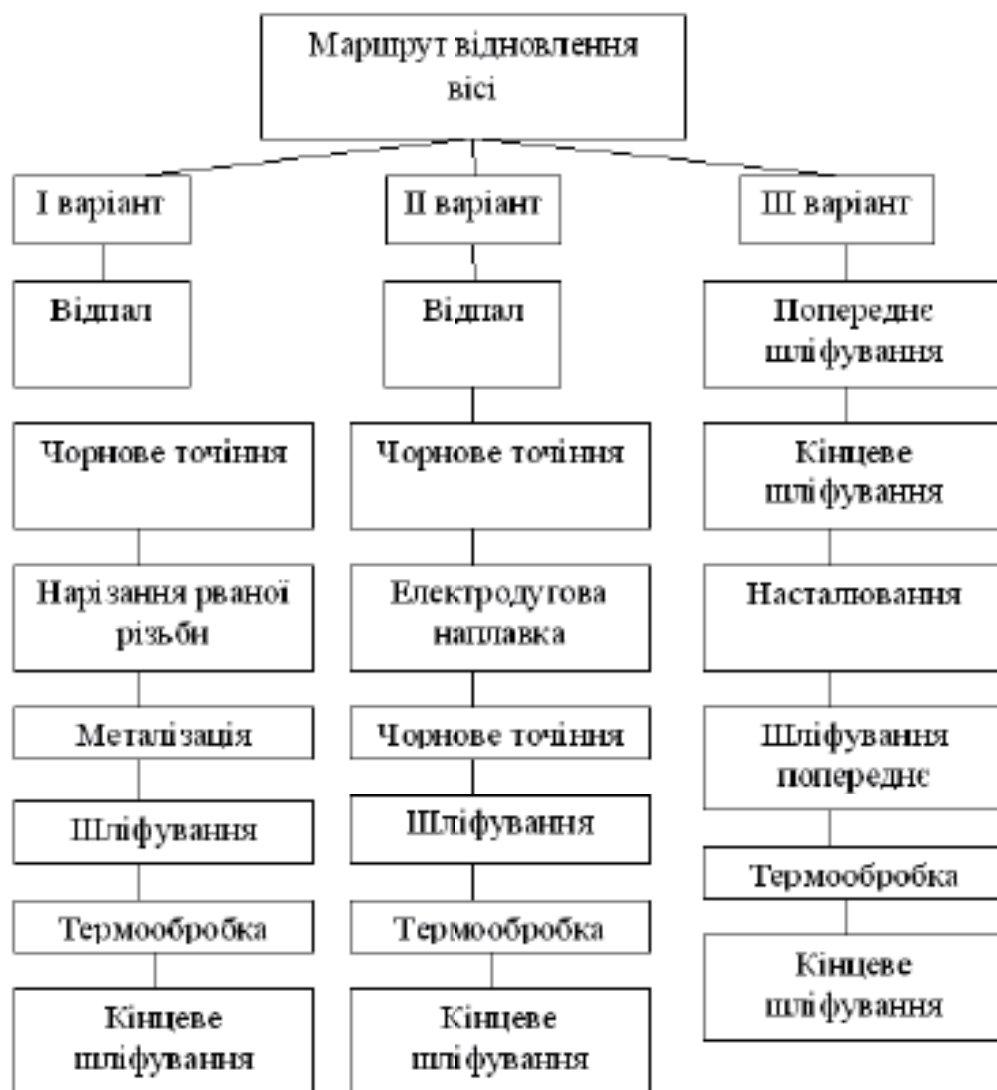 Маршрут відновлення
вісі
І варіант
Відпал
Чорнове точіння
Нарізання рваної
різьби
Металізація
Шліфування
Термообробка
Кінцеве
шліфування
ІІ варіант
Відпал
Чорнове точіння
Електродугова
наплавка
Чорнове точіння
Шліфування
Термообробка
Кінцеве
шліфування
ІІІ варіант
Попереднє
шліфування
Кінцеве
шліфування
Насталювання
Шліфування
попереднє
Термообробка
Кінцеве
шліфування